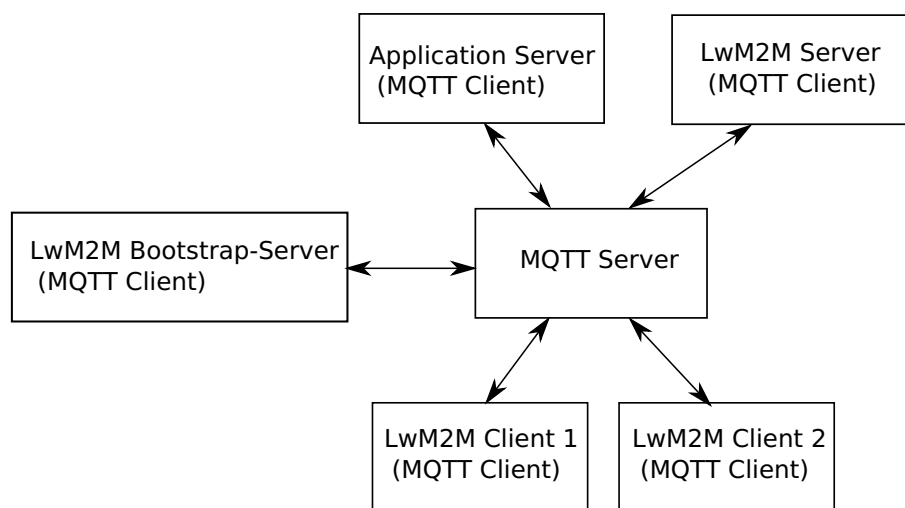 Application Server
(MQTT Client)
LwM2M Server
(MQTT Client)
LwM2M Bootstrap-Server
(MQTT Client)
MQTT Server
LwM2M Client 1
(MQTT Client)
LwM2M Client 2
(MQTT Client)